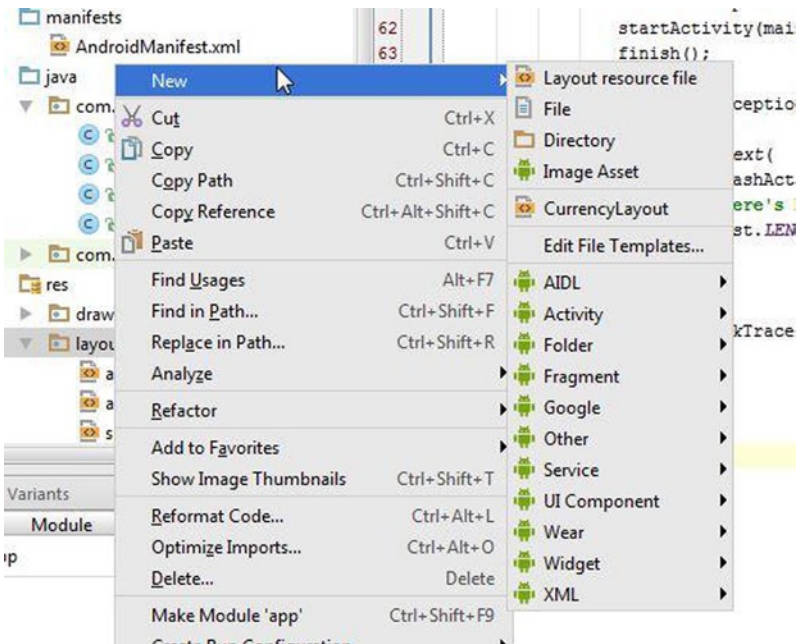 manifests
AndroidManifest.xml
java
com.
com.
res
draw
layou
a
a
s
Variants
Module
62
63
startActivity(mai
finish();
ceptio
ext(
ashAct
ere's
st.LEN
kTrace
New
Cut Ctrl+X
Copy Ctrl+C
Copy Path Ctrl+Shift+C
Copy Reference Ctrl+Alt+Shift+C
Paste Ctrl+V
Find Usages Alt+F7
Find in Path... Ctrl+Shift+F
Replace in Path... Ctrl+Shift+R
Analyze
Refactor
Add to Favorites
Show Image Thumbnails Ctrl+Shift+T
Reformat Code... Ctrl+Alt+L
Optimize Imports... Ctrl+Alt+O
Delete... Delete
Make Module 'app' Ctrl+Shift+F9
Create Run Configuration
Layout resource file
File
Directory
Image Asset
CurrencyLayout
Edit File Templates...
AIDL
Activity
Folder
Fragment
Google
Other
Service
UI Component
Wear
Widget
XML